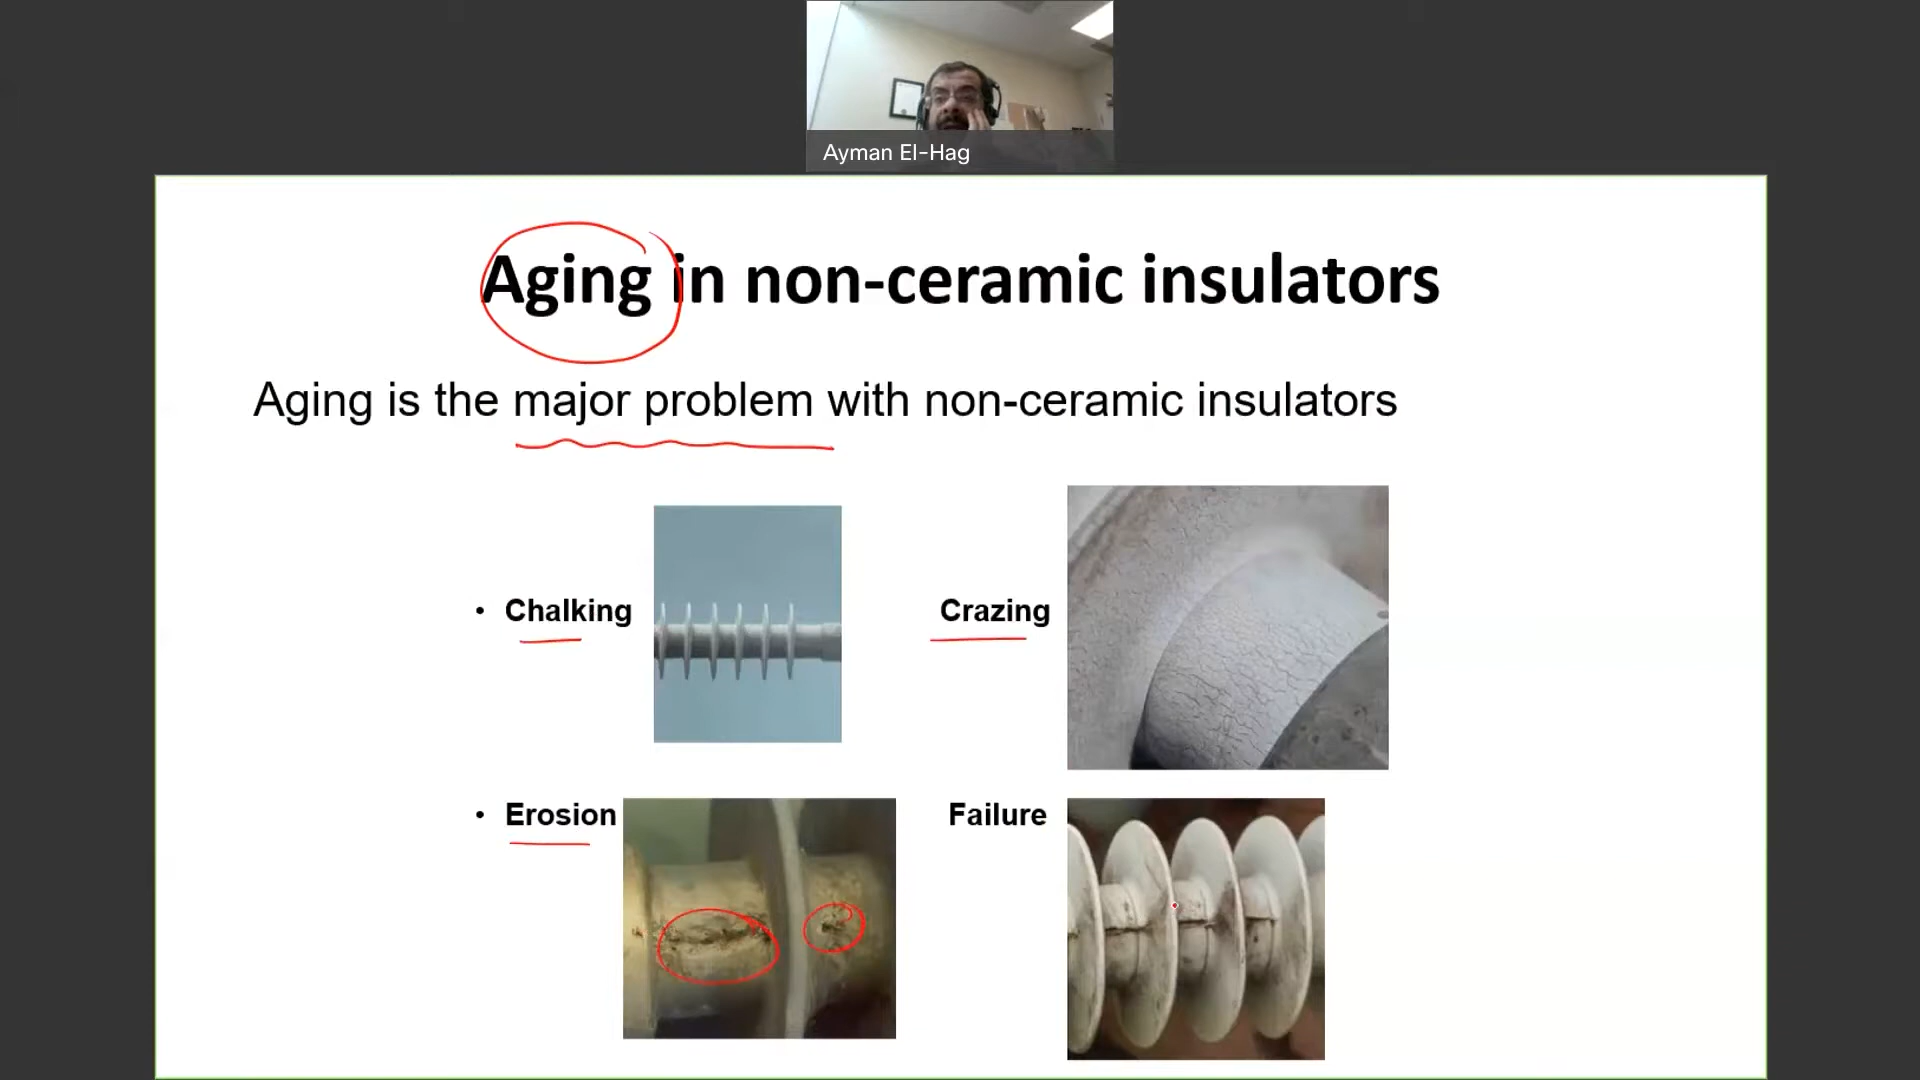 Ayman El-Hag
Aging in non-ceramic insulators
Aging is the major problem with non-ceramic insulators
• Chalking
Crazing
• Erosion
Failure